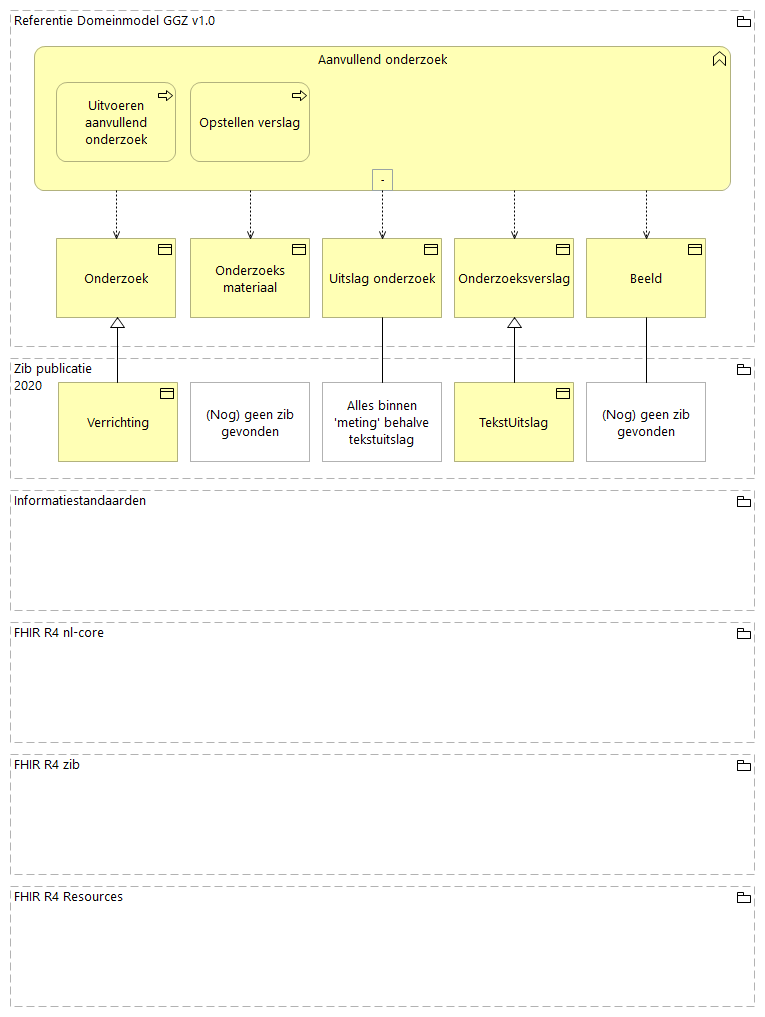 Referentie Domeinmodel GGZ v1.0
Aanvullend onderzoek
Uitvoeren
aanvullend
onderzoek
Opstellen verslag
-
Onderzoek
Onderzoeks
materiaal
Uitslag onderzoek
Onderzoeksverslag
Beeld
Zib publicatie
2020
Verrichting
(Nog) geen zib
gevonden
Alles binnen
'meting' behalve
tekstuitslag
TekstUitslag
(Nog) geen zib
gevonden
Informatiestandaarden
FHIR R4 nl-core
FHIR R4 zib
FHIR R4 Resources